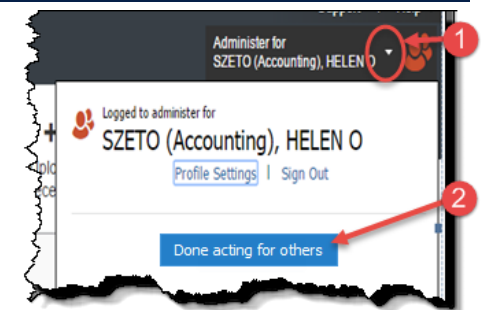 Administer for
SZETO (Accounting), HELEN O
1
Logged to administer for
SZETO (Accounting), HELEN O
Profile Settings | Sign Out
2
Done acting for others